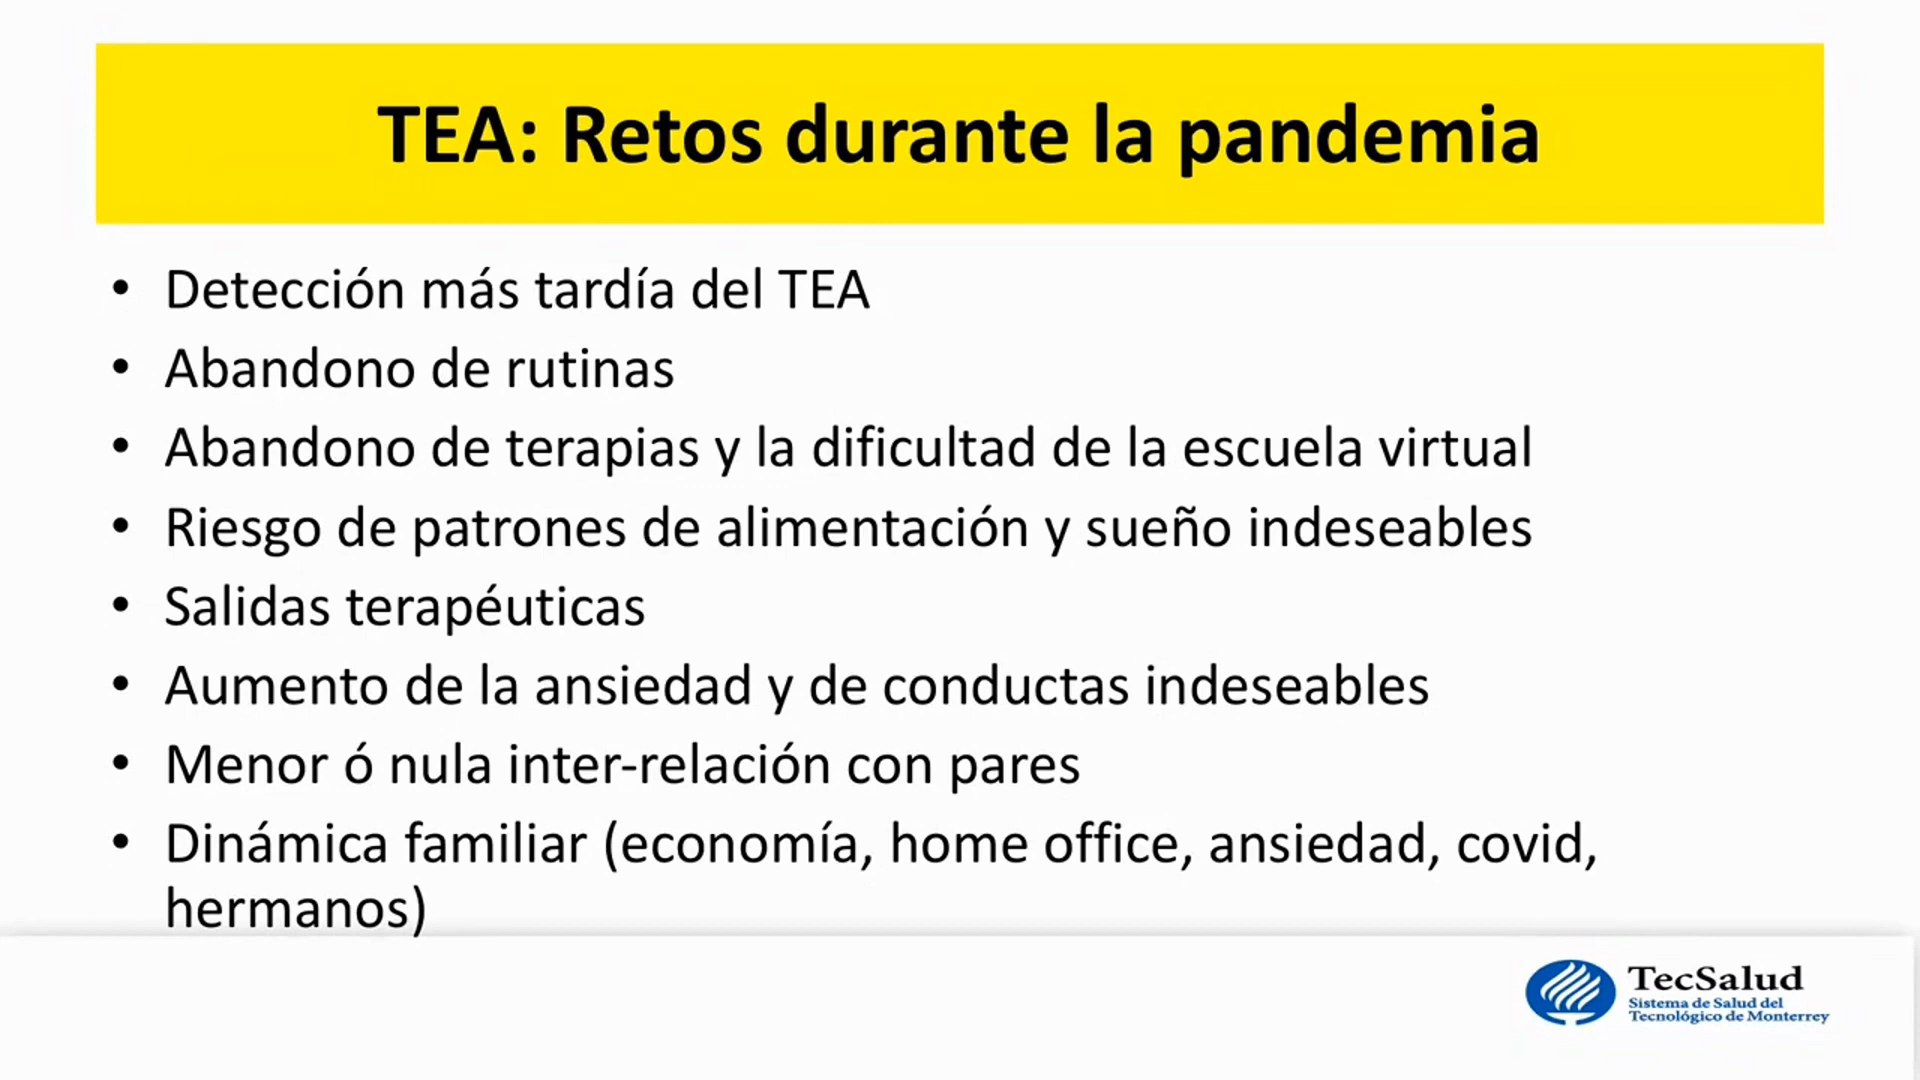 TEA: Retos durante la pandemia
• Detección más tardía del TEA
• Abandono de rutinas
• Abandono de terapias y la dificultad de la escuela virtual
• Riesgo de patrones de alimentación y sueño indeseables
• Salidas terapéuticas
• Aumento de la ansiedad y de conductas indeseables
• Menor ó nula inter-relación con pares
• Dinámica familiar (economía, home office, ansiedad, covid,
hermanos)
TecSalud
Sistema de Salud del
Tecnológico de Monterrey